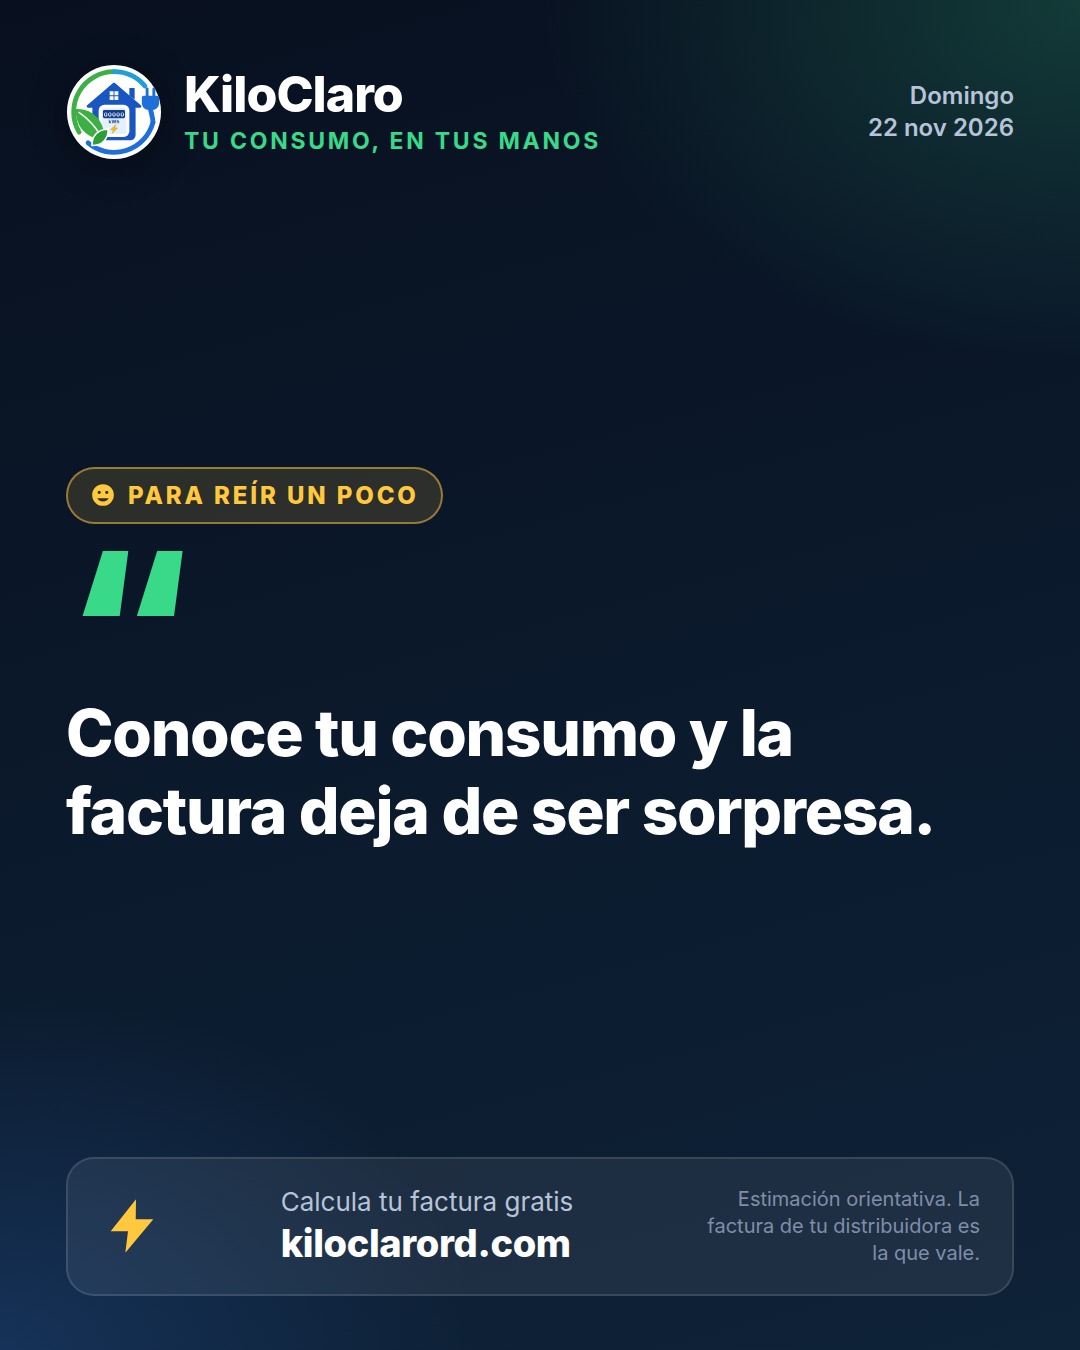 KiloClaro
TU CONSUMO, EN TUS MANOS
Domingo
22 nov 2026
PARA REÍR UN POCO
“
Conoce tu consumo y la
factura deja de ser sorpresa.
Calcula tu factura gratis
kiloclarord.com
Estimación orientativa. La
factura de tu distribuidora es
la que vale.